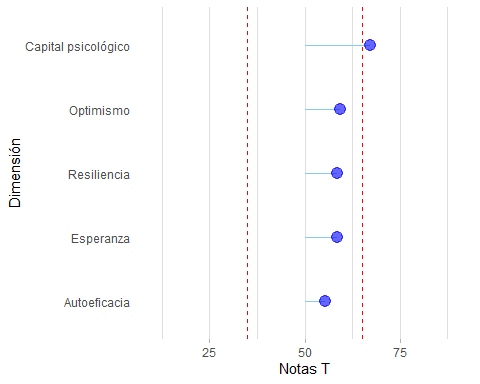 Capital psicológico
Optimismo
Resiliencia
Esperanza
Autoeficacia
Dimensión
25 50 75
Notas T